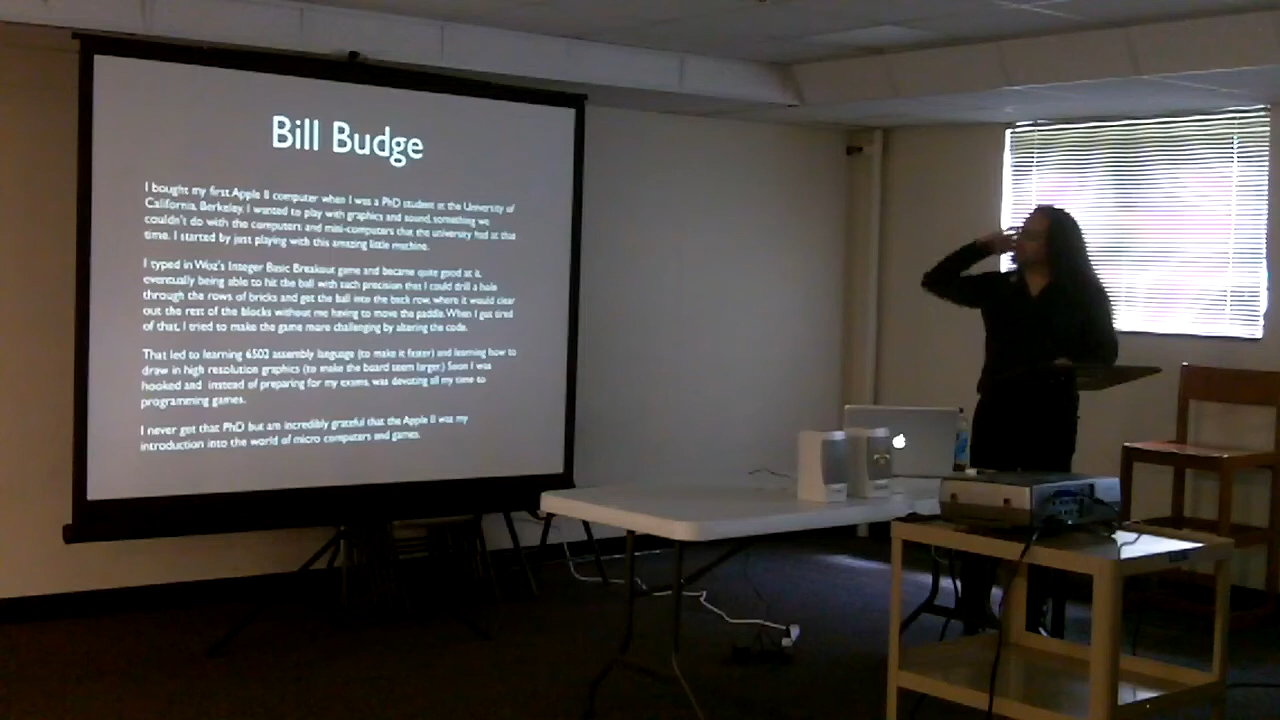 Bill Budge
I bought my first Apple II computer when I was a PhD student at the University of
California, Berkeley. I wanted to play with graphics and sound, something we
couldn't do with the computers and mini-computers that the university had at that
time. I started by just playing with this amazing little machine.
I typed in Woz's Integer Basic Breakout game and became quite good at it,
eventually being able to hit the ball with such precision that I could drill a hole
through the rows of bricks and get the ball into the back row, where it would clear
out the rest of the blocks without me having to move the paddle. When I got tired
of that, I tried to make the game more challenging by altering the code.
That led to learning 6502 assembly language (to make it faster) and learning how to
draw in high resolution graphics (to make the board seem larger.) Soon I was
hooked and instead of preparing for my exams, was devoting all my time to
programming games.
I never got that PhD but am incredibly grateful that the Apple II was my
introduction into the world of micro computers and games.